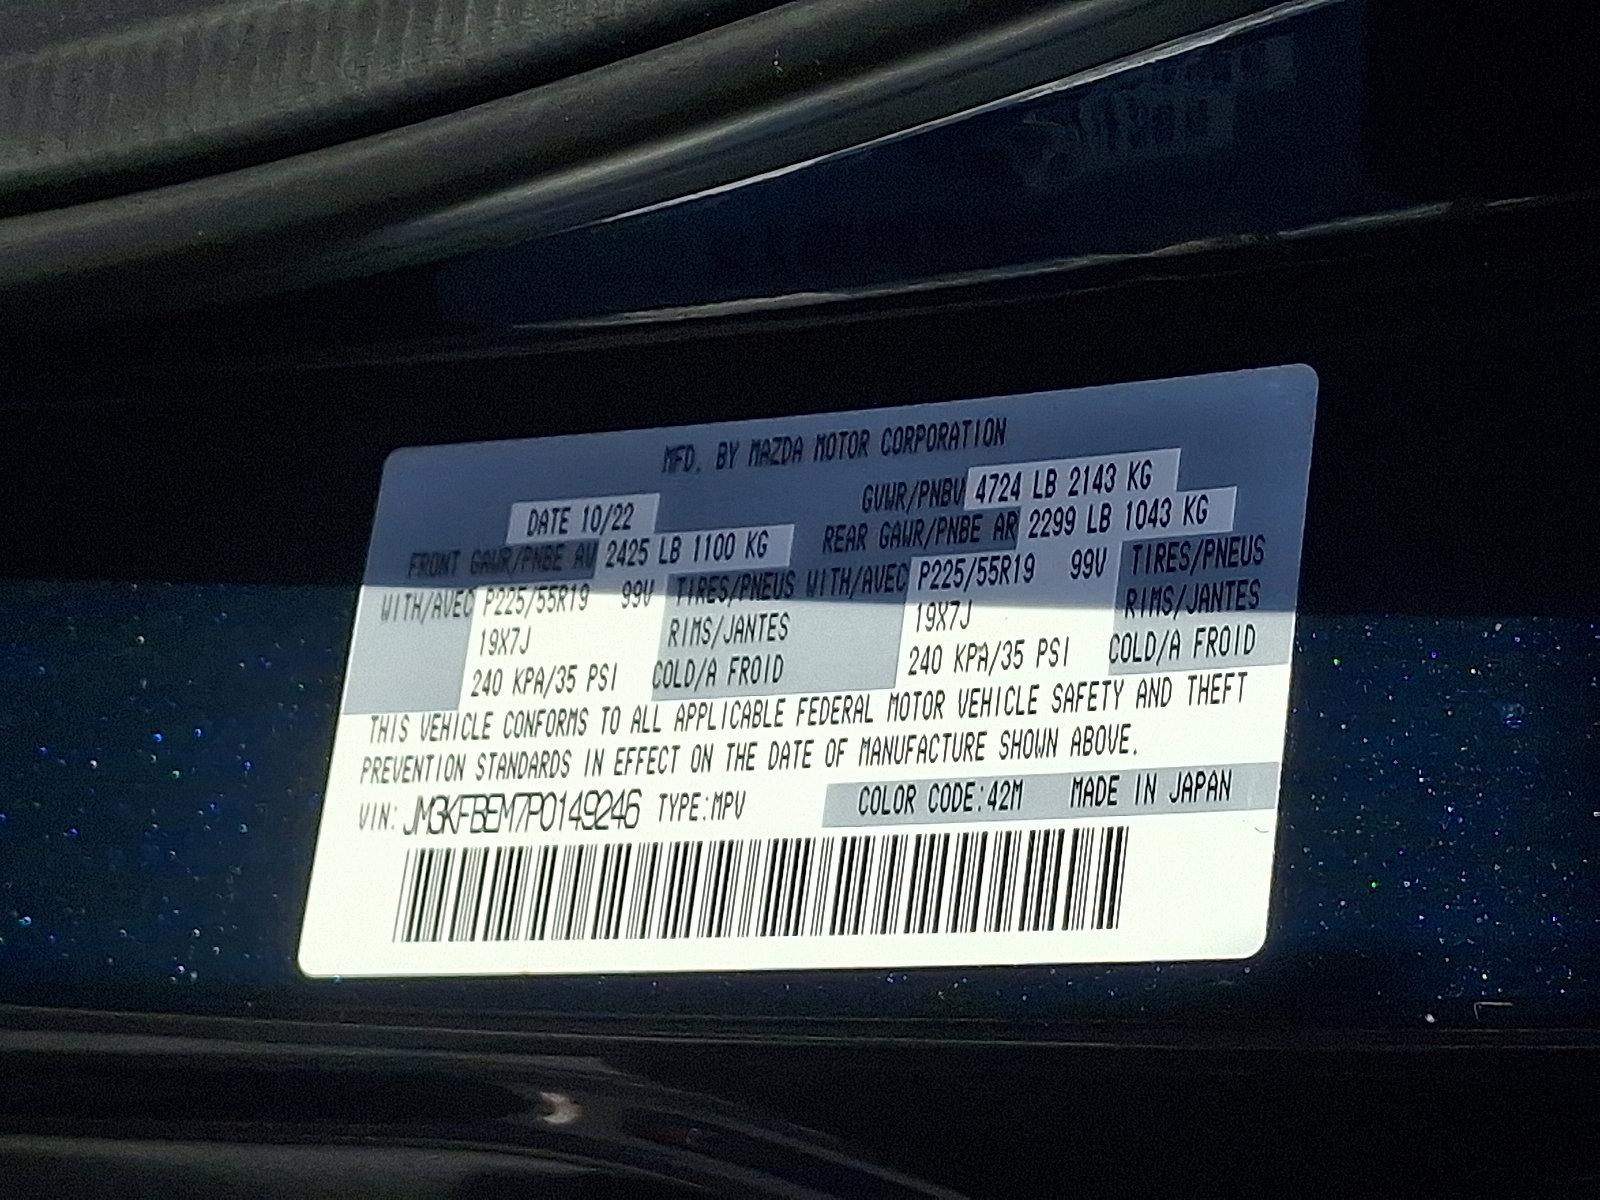 MFD. BY MAZDA MOTOR CORPORATION
DATE 10/22 GVWR/PNBV 4724 LB 2143 KG
FRONT GAWR/PNBE AV 2425 LB 1100 KG REAR GAWR/PNBE AR 2299 LB 1043 KG
WITH/AVEC P225/55R19 99V TIRES/PNEUS WITH/AVEC P225/55R19 99V TIRES/PNEUS
19X7J RIMS/JANTES 19X7J RIMS/JANTES
240 KPA/35 PSI COLD/A FROID 240 KPA/35 PSI COLD/A FROID
THIS VEHICLE CONFORMS TO ALL APPLICABLE FEDERAL MOTOR VEHICLE SAFETY AND THEFT
PREVENTION STANDARDS IN EFFECT ON THE DATE OF MANUFACTURE SHOWN ABOVE.
VIN: JM3KFBEM7P0149246 TYPE:MPV COLOR CODE:42M MADE IN JAPAN